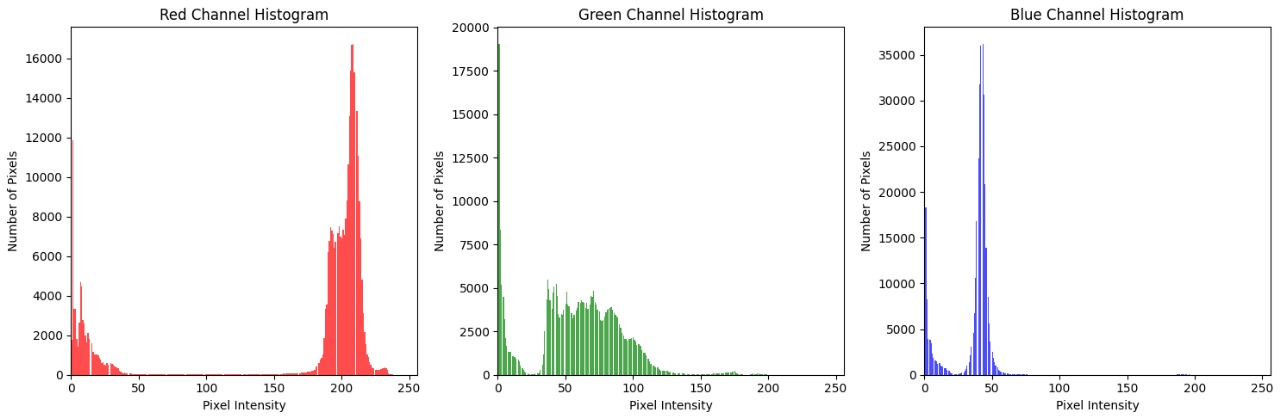 Red Channel Histogram
Number of Pixels
16000
14000
12000
10000
8000
6000
4000
2000
0
0 50 100 150 200 250
Pixel Intensity
Green Channel Histogram
Number of Pixels
20000
17500
15000
12500
10000
7500
5000
2500
0
0 50 100 150 200 250
Pixel Intensity
Blue Channel Histogram
Number of Pixels
35000
30000
25000
20000
15000
10000
5000
0
0 50 100 150 200 250
Pixel Intensity